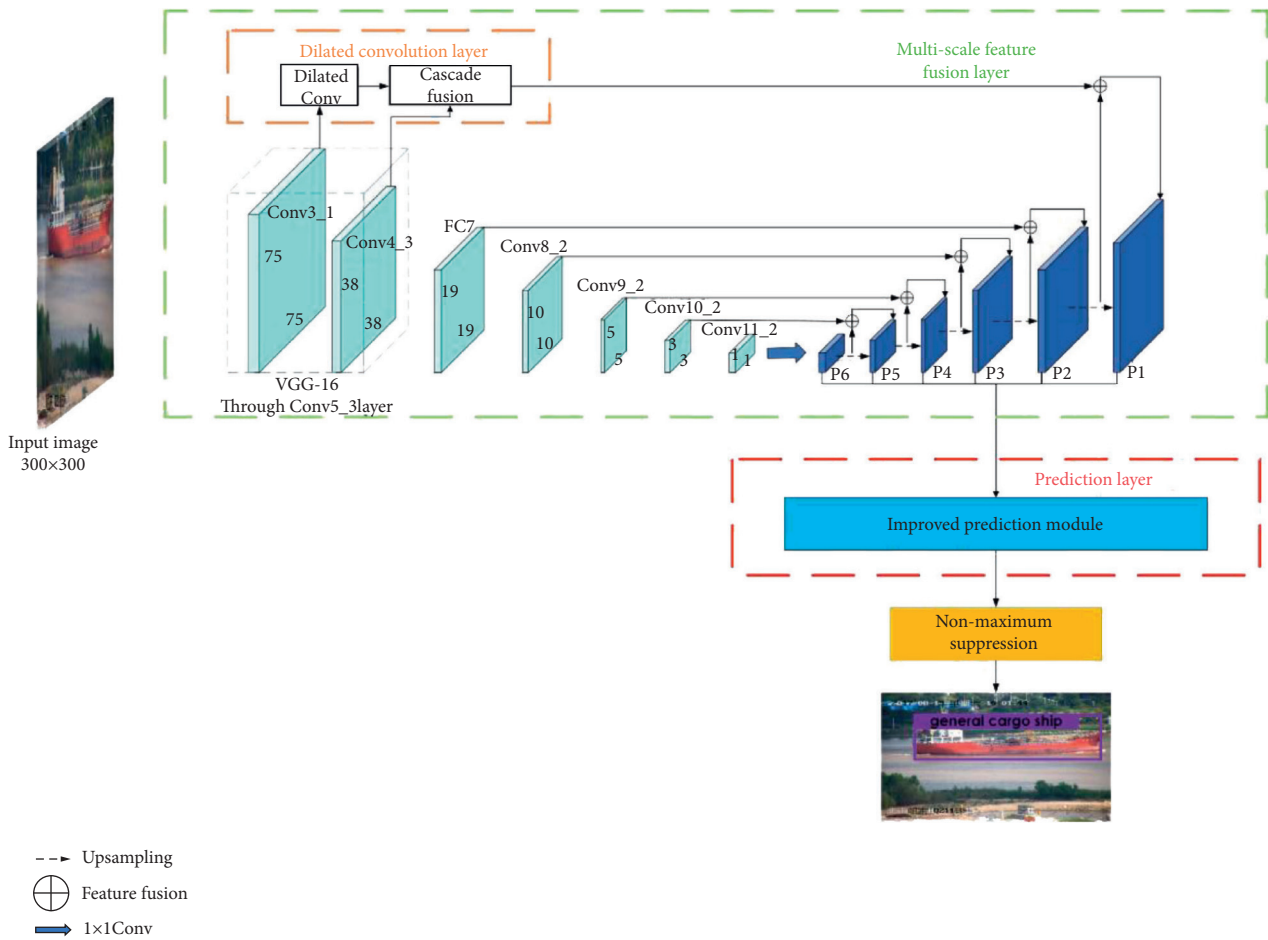 Dilated convolution layer
Dilated
Conv
Cascade
fusion
Multi-scale feature
fusion layer
Conv3_1
75
75
Conv4_3
38
38
FC7
19
19
Conv8_2
10
10
Conv9_2
5
5
Conv10_2
3
3
Conv11_2
1
1
P6
P5
P4
P3
P2
P1
VGG-16
Through Conv5_3layer
Input image
300×300
Prediction layer
Improved prediction module
Non-maximum
suppression
general cargo ship
Upsampling
Feature fusion
1×1Conv